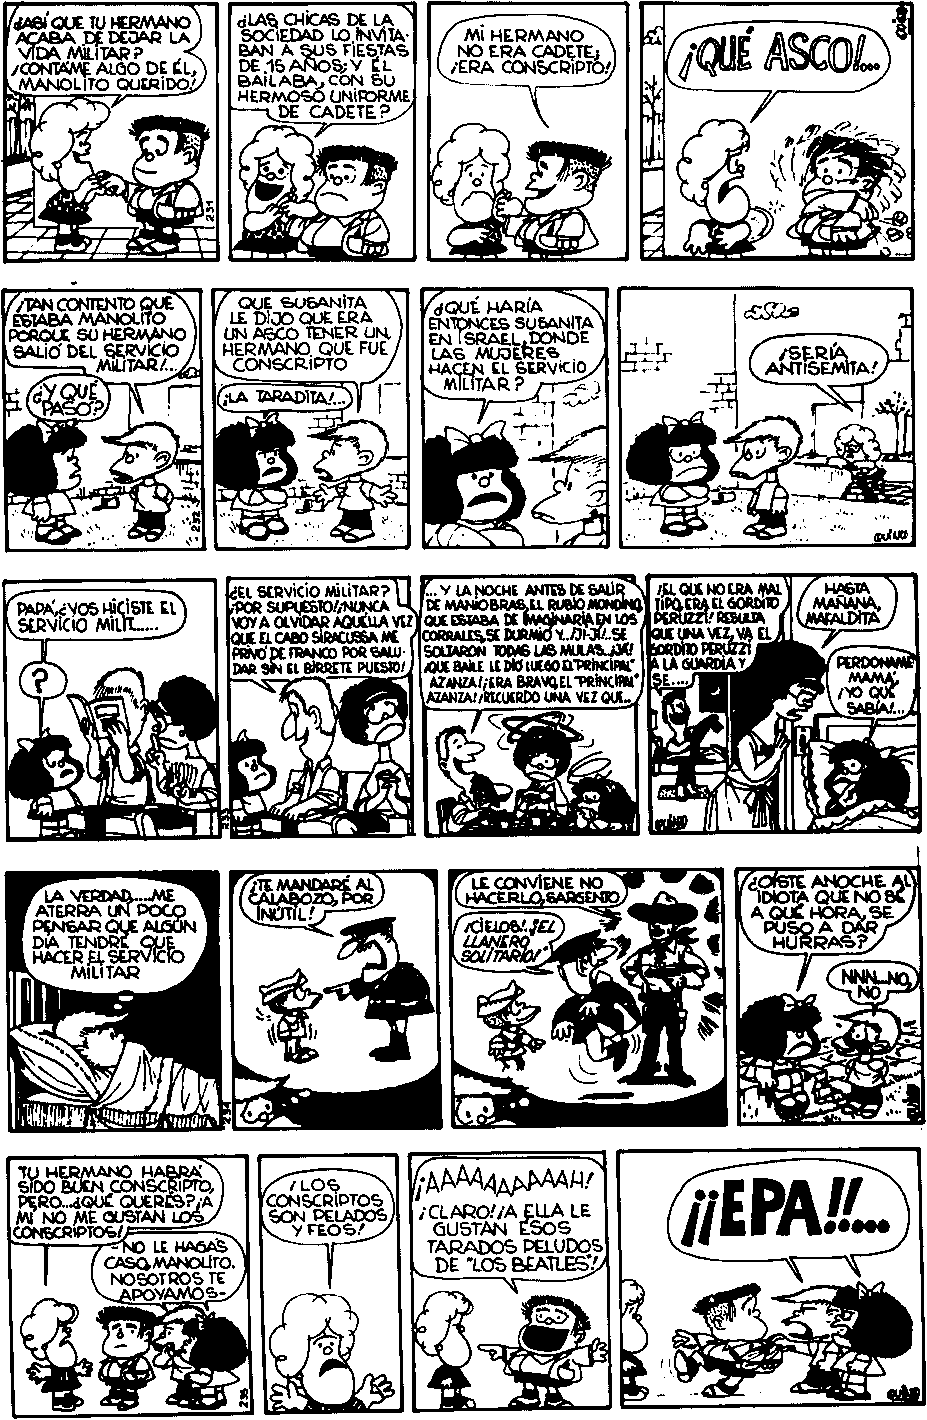 ¿ASÍ QUE TU HERMANO
ACABA DE DEJAR LA
VIDA MILITAR?
¡CONTAME ALGO DE ÉL,
MANOLITO QUERIDO!
231
¿LAS CHICAS DE LA
SOCIEDAD LO INVITA-
BAN A SUS FIESTAS
DE 15 AÑOS; Y ÉL
BAILABA, CON SU
HERMOSO UNIFORME
DE CADETE?
MI HERMANO
NO ERA CADETE;
¡ERA CONSCRIPTO!
¡QUÉ ASCO!...
QUINO
¡TAN CONTENTO QUE
ESTABA MANOLITO
PORQUE SU HERMANO
SALIÓ DEL SERVICIO
MILITAR!...
¿Y QUÉ
PASÓ?
232
QUE SUSANITA
LE DIJO QUE ERA
UN ASCO TENER UN
HERMANO QUE FUE
CONSCRIPTO
¡LA TARADITA!...
¿QUÉ HARÍA
ENTONCES SUSANITA
EN ISRAEL, DONDE
LAS MUJERES
HACEN EL SERVICIO
MILITAR?
¡SERÍA
ANTISEMITA!
QUINO
PAPÁ, ¿VOS HICISTE EL
SERVICIO MILIT......
?
233
¿EL SERVICIO MILITAR?
¡POR SUPUESTO! ¡NUNCA
VOY A OLVIDAR AQUELLA VEZ
QUE EL CABO SIRACUSSA ME
PRIVÓ DE FRANCO POR SALU-
DAR SIN EL BIRRETE PUESTO!
... Y LA NOCHE ANTES DE SALIR
DE MANIOBRAS, EL RUBIO MONDINO,
QUE ESTABA DE IMAGINARIA EN LOS
CORRALES, SE DURMIÓ Y...¡JI-JI!..SE
SOLTARON TODAS LAS MULAS...¡JE!
¡QUE BAILE LE DIO LUEGO EL "PRINCIPAL"
AZANZA! ¡ERA BRAVO, EL "PRINCIPAL"
AZANZA! ¡RECUERDO UNA VEZ QUE...
¡EL QUE NO ERA MAL
TIPO, ERA EL GORDITO
PERUZZI! RESULTA
QUE UNA VEZ, VA EL
GORDITO PERUZZI
A LA GUARDIA Y
SE....
HASTA
MAÑANA,
MAFALDITA
PERDONAME
MAMÁ,
¡YO QUÉ
SABÍA!...
QUINO
LA VERDAD.....ME
ATERRA UN POCO
PENSAR QUE ALGÚN
DÍA TENDRÉ QUE
HACER EL SERVICIO
MILITAR
234
¡TE MANDARÉ AL
CALABOZO, POR
INÚTIL!
LE CONVIENE NO
HACERLO, SARGENTO
¡CIELOS!..¡EL
LLANERO
SOLITARIO!
¿OÍSTE ANOCHE AL
IDIOTA QUE NO SÉ
A QUÉ HORA, SE
PUSO A DAR
HURRAS?
NNN...NO,
NO
QUINO
TU HERMANO HABRÁ
SIDO BUEN CONSCRIPTO,
PERO...¿QUÉ QUERÉS? ¡A
MÍ NO ME GUSTAN LOS
CONSCRIPTOS!
-NO LE HAGAS
CASO, MANOLITO.
NOSOTROS TE
APOYAMOS-
235
¡LOS
CONSCRIPTOS
SON PELADOS
Y FEOS!
¡AAAAAAAAAAH!
¡CLARO! ¡A ELLA LE
GUSTAN ESOS
TARADOS PELUDOS
DE "LOS BEATLES"!
¡¡EPA!!.....
QUINO